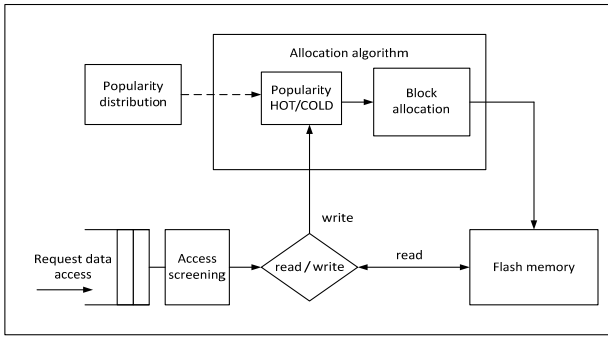 Allocation algorithm
Popularity
distribution
Popularity
HOT/COLD
Block
allocation
write
Request data
access
Access
screening
read / write
read
Flash memory